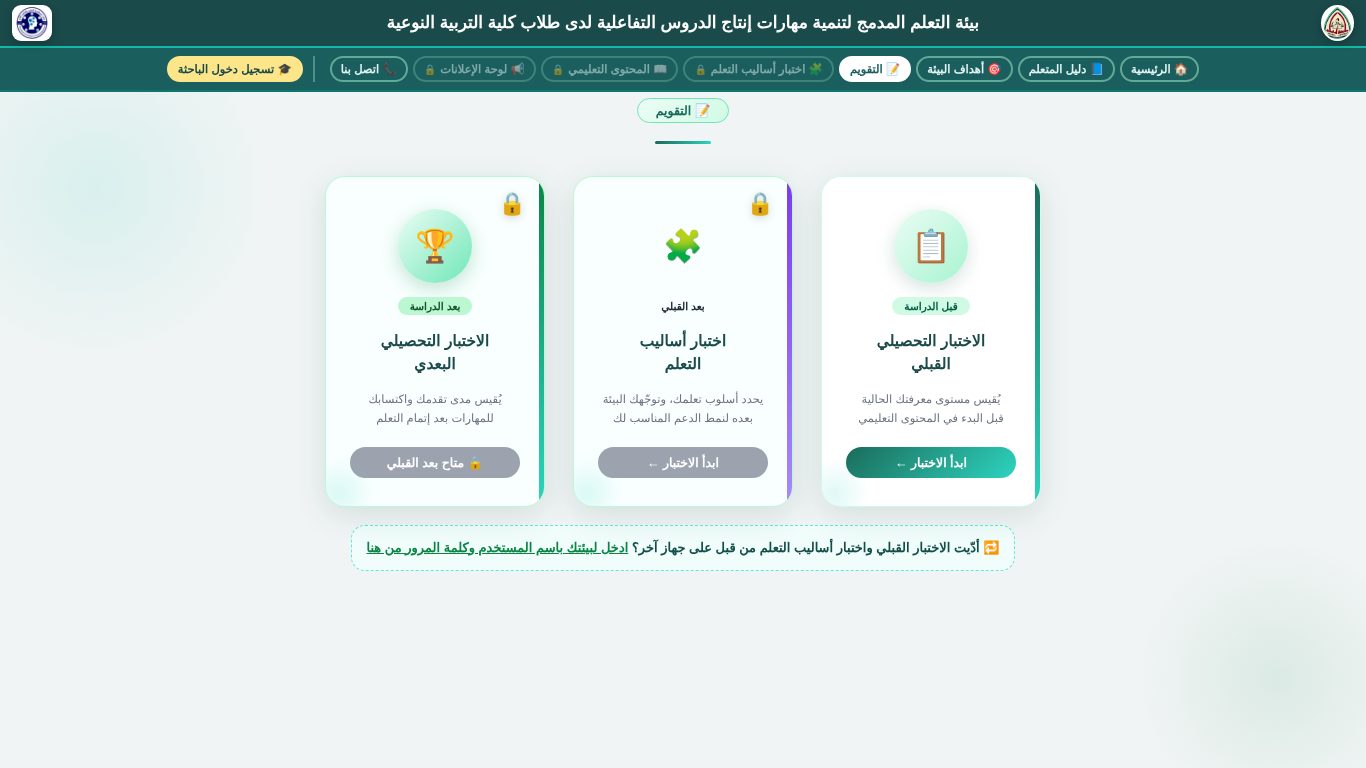 بيئة التعلم المدمج لتنمية مهارات إنتاج الدروس التفاعلية لدى طلاب كلية التربية النوعية
🏠 الرئيسية
📘 دليل المتعلم
🎯 أهداف البيئة
📝 التقويم
🧩 اختبار أساليب التعلم 🔒
📖 المحتوى التعليمي 🔒
📢 لوحة الإعلانات 🔒
📞 اتصل بنا
🎓 تسجيل دخول الباحثة
📝 التقويم
قبل الدراسة
الاختبار التحصيلي
القبلي
يُقيس مستوى معرفتك الحالية
قبل البدء في المحتوى التعليمي
ابدأ الاختبار ←
بعد القبلي
اختبار أساليب
التعلم
يحدد أسلوب تعلمك، وتوجّهك البيئة
بعده لنمط الدعم المناسب لك
ابدأ الاختبار ←
بعد الدراسة
الاختبار التحصيلي
البعدي
يُقيس مدى تقدمك واكتسابك
للمهارات بعد إتمام التعلم
🔒 متاح بعد القبلي
🔁 أدّيت الاختبار القبلي واختبار أساليب التعلم من قبل على جهاز آخر؟ ادخل لبيئتك باسم المستخدم وكلمة المرور من هنا